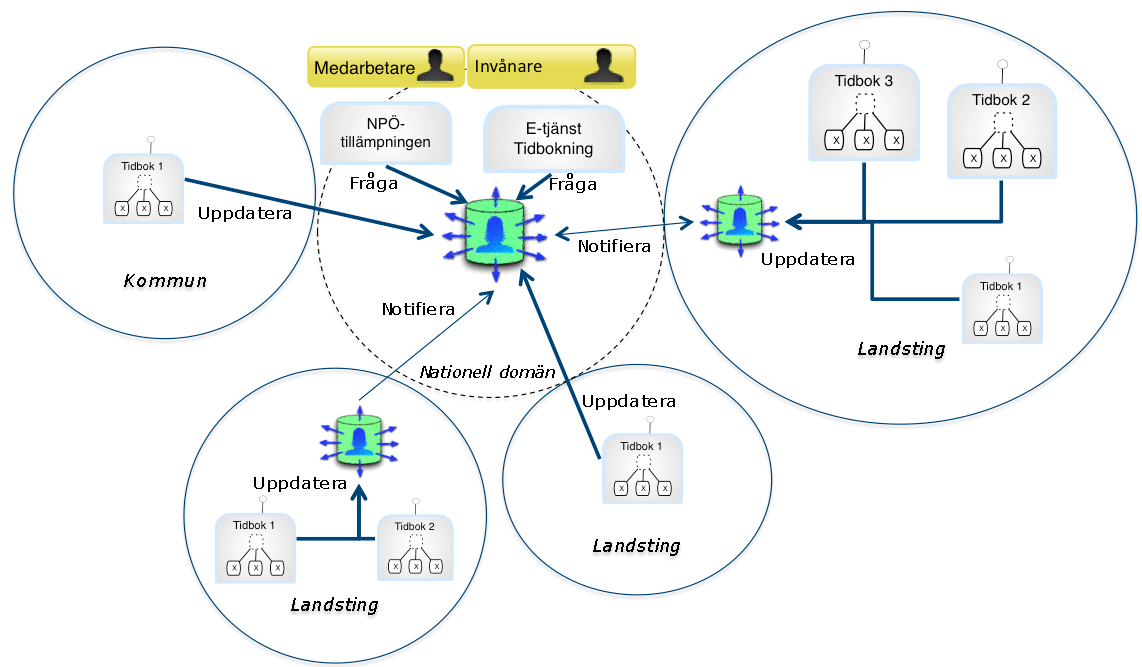 Medarbetare
Invånare
NPÖ-
tillämpningen
E-tjänst
Tidbokning
Fråga
Fråga
Tidbok 1
X X X
Uppdatera
Kommun
Tidbok 3
X X X
Tidbok 2
X X X
Notifiera
Uppdatera
Tidbok 1
X X X
Landsting
Notifiera
Nationell domän
Uppdatera
Tidbok 1
X X X
Landsting
Uppdatera
Tidbok 1
X X X
Tidbok 2
X X X
Landsting